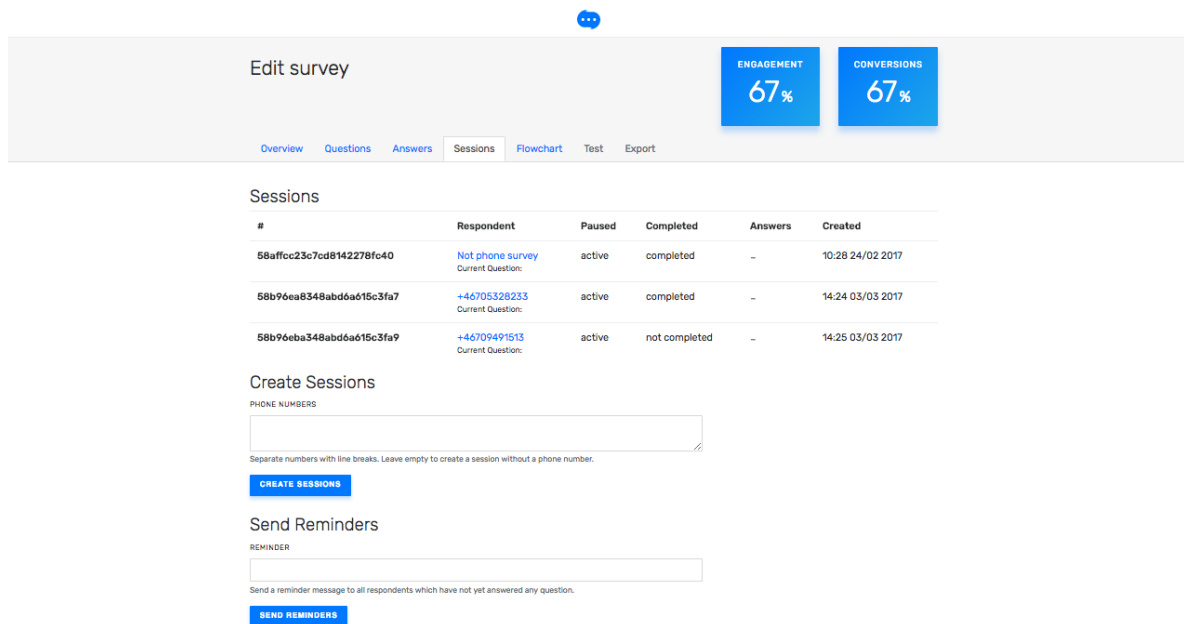 Edit survey
ENGAGEMENT
67%
CONVERSIONS
67%
Overview Questions Answers Sessions Flowchart Test Export
Sessions
# Respondent Paused Completed Answers Created
58affcc23c7cd8142278fc40 Not phone survey active completed – 10:28 24/02 2017
Current Question:
58b96ea8348abd6a615c3fa7 +46705328233 active completed – 14:24 03/03 2017
Current Question:
58b96eba348abd6a615c3fa9 +46709491513 active not completed – 14:25 03/03 2017
Current Question:
Create Sessions
PHONE NUMBERS
Separate numbers with line breaks. Leave empty to create a session without a phone number.
CREATE SESSIONS
Send Reminders
REMINDER
Send a reminder message to all respondents which have not yet answered any question.
SEND REMINDERS